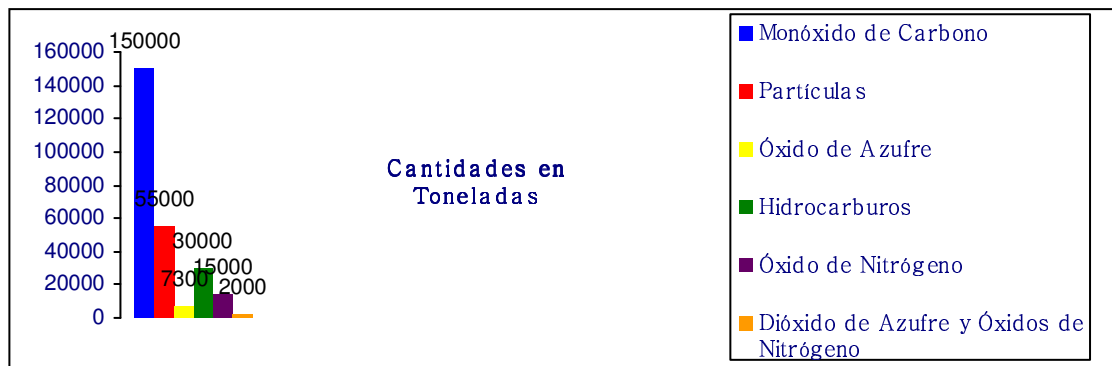 160000
140000
120000
100000
80000
60000
40000
20000
0
150000
55000
7300
30000
15000
2000
Cantidades en
Toneladas
Monóxido de Carbono
Partículas
Óxido de Azufre
Hidrocarburos
Óxido de Nitrógeno
Dióxido de Azufre y Óxidos de
Nitrógeno